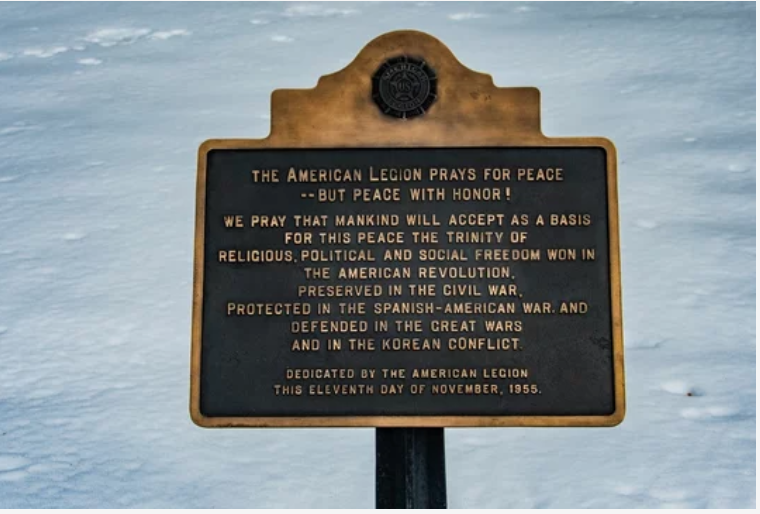 THE AMERICAN LEGION PRAYS FOR PEACE
--BUT PEACE WITH HONOR!
WE PRAY THAT MANKIND WILL ACCEPT AS A BASIS
FOR THIS PEACE THE TRINITY OF
RELIGIOUS, POLITICAL AND SOCIAL FREEDOM WON IN
THE AMERICAN REVOLUTION,
PRESERVED IN THE CIVIL WAR,
PROTECTED IN THE SPANISH-AMERICAN WAR. AND
DEFENDED IN THE GREAT WARS
AND IN THE KOREAN CONFLICT.
DEDICATED BY THE AMERICAN LEGION
THIS ELEVENTH DAY OF NOVEMBER, 1955.